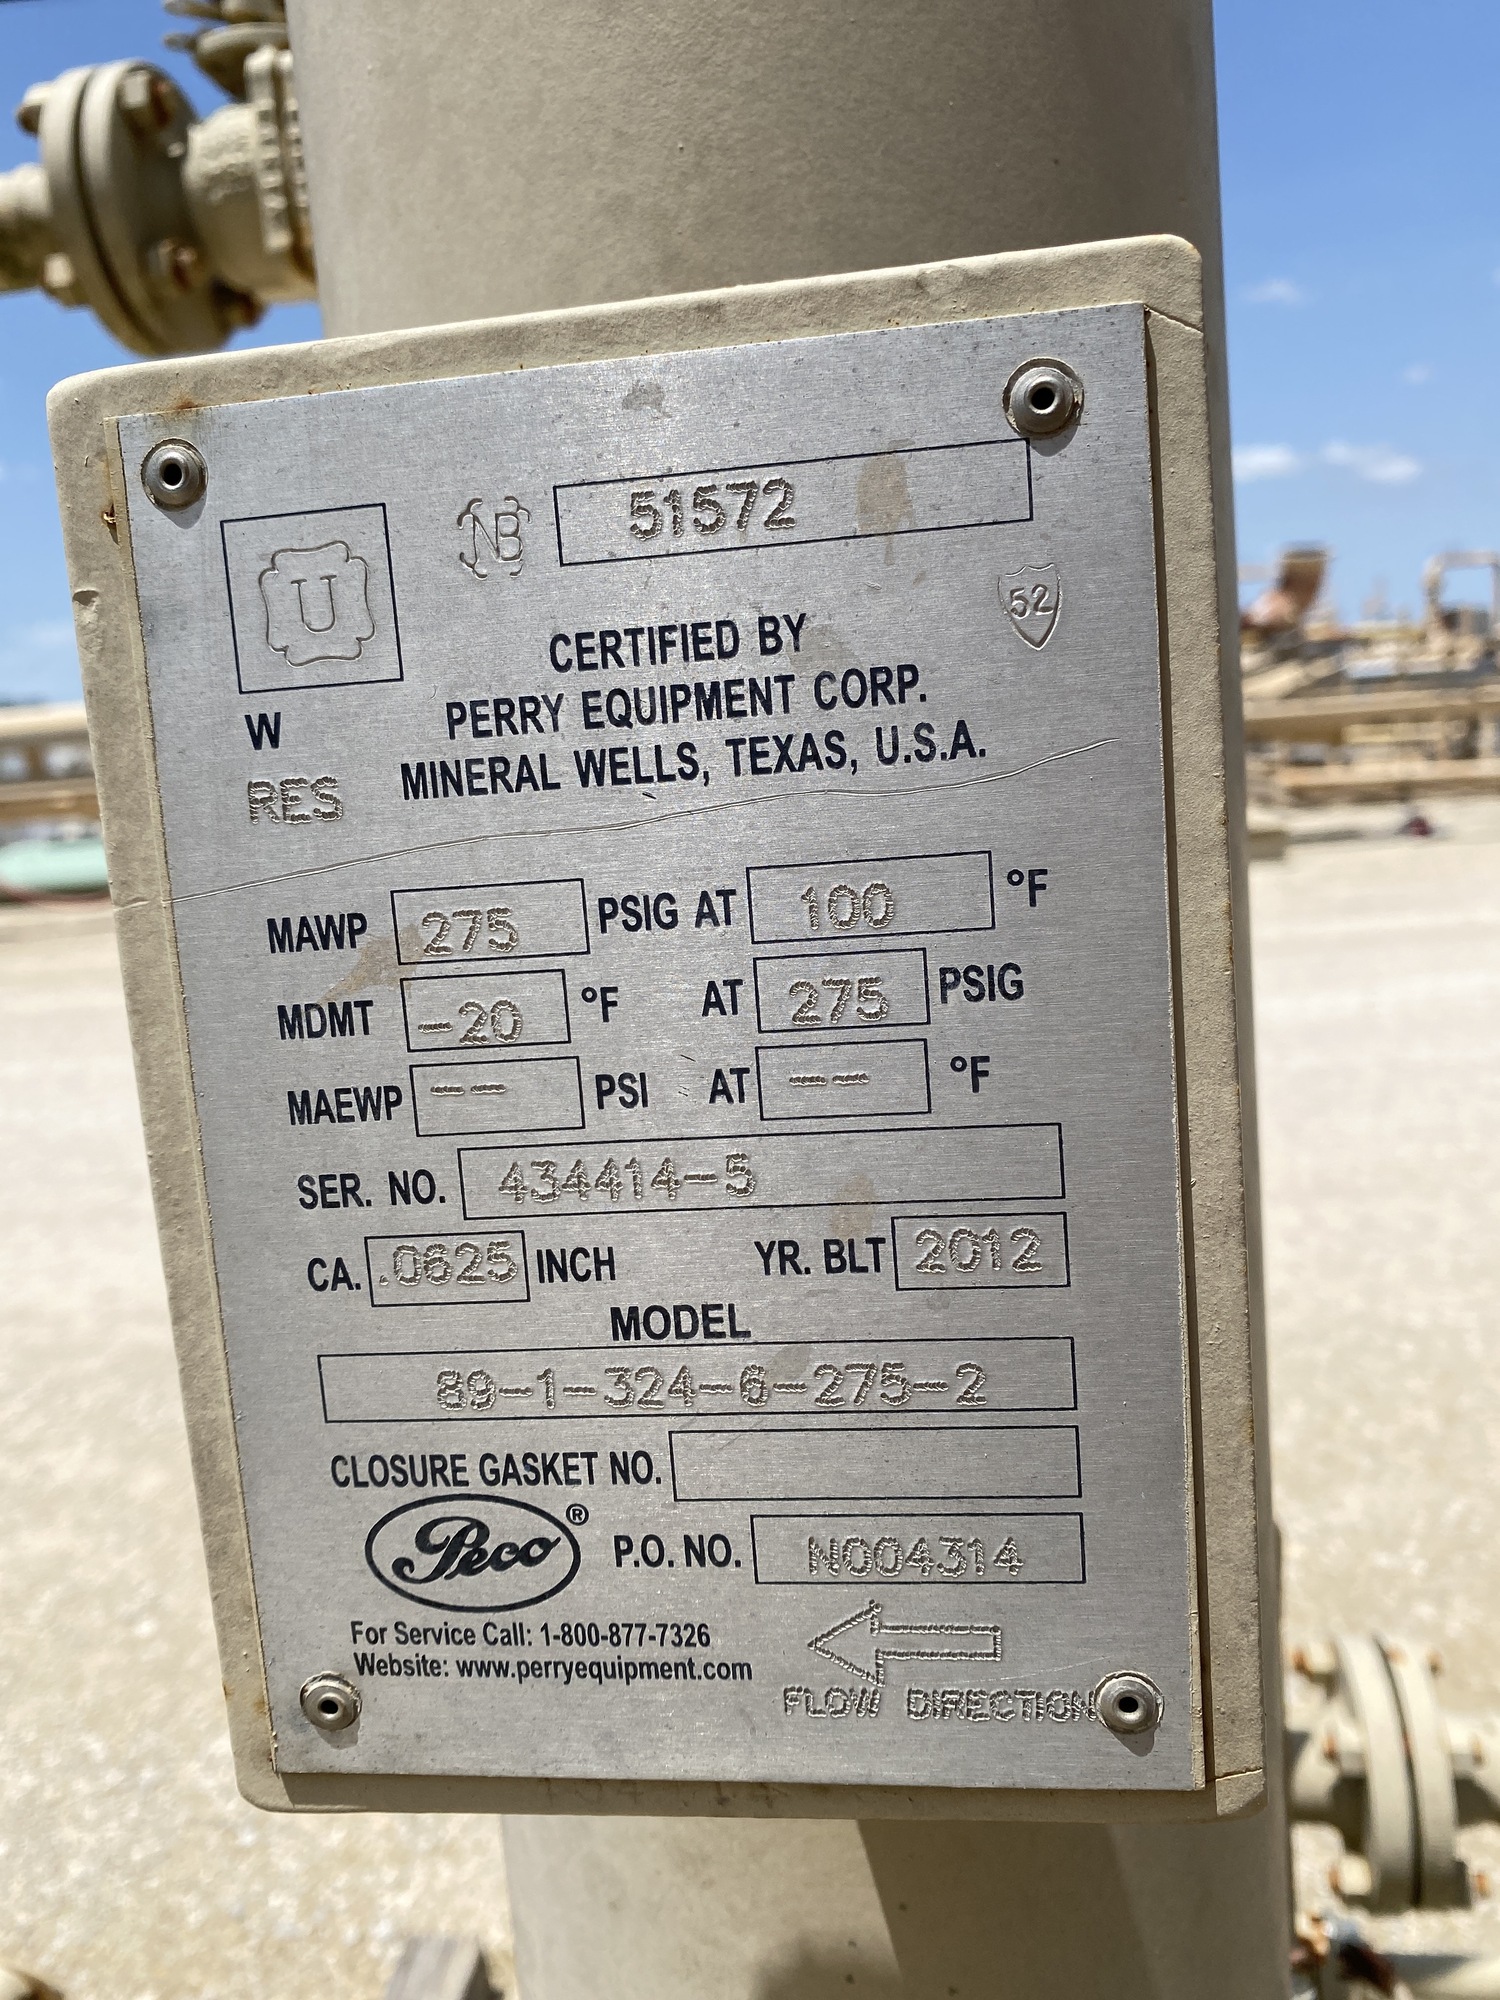 NB 51572
U
52
CERTIFIED BY
PERRY EQUIPMENT CORP.
W
MINERAL WELLS, TEXAS, U.S.A.
RES
MAWP 275 PSIG AT 100 °F
MDMT -20 °F AT 275 PSIG
MAEWP -- PSI AT -- °F
SER. NO. 434414-5
CA. .0625 INCH YR. BLT 2012
MODEL
89-1-324-6-275-2
CLOSURE GASKET NO.
Peco® P.O. NO. N004314
For Service Call: 1-800-877-7326
Website: www.perryequipment.com
FLOW DIRECTION